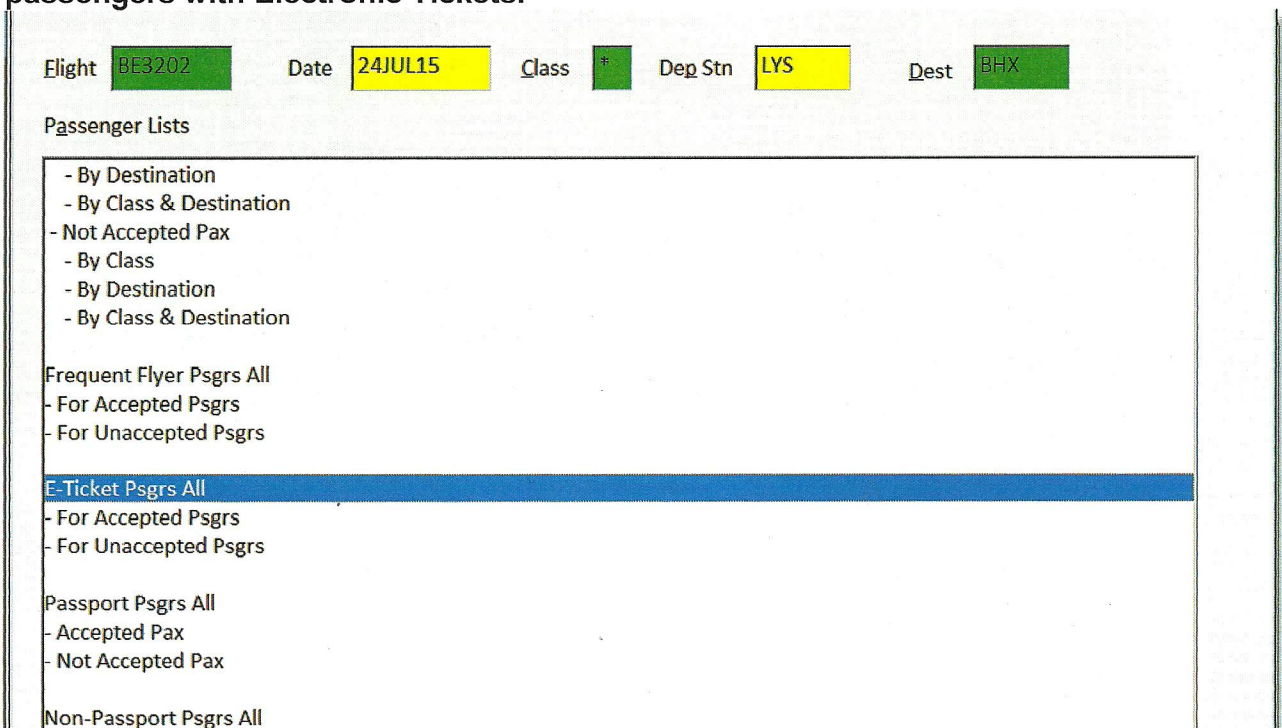 passengers with Electronic Tickets.
Flight BE3202 Date 24JUL15 Class * Dep Stn LYS Dest BHX
Passenger Lists
- By Destination
- By Class & Destination
- Not Accepted Pax
- By Class
- By Destination
- By Class & Destination
Frequent Flyer Psgrs All
- For Accepted Psgrs
- For Unaccepted Psgrs
E-Ticket Psgrs All
- For Accepted Psgrs
- For Unaccepted Psgrs
Passport Psgrs All
- Accepted Pax
- Not Accepted Pax
Non-Passport Psgrs All